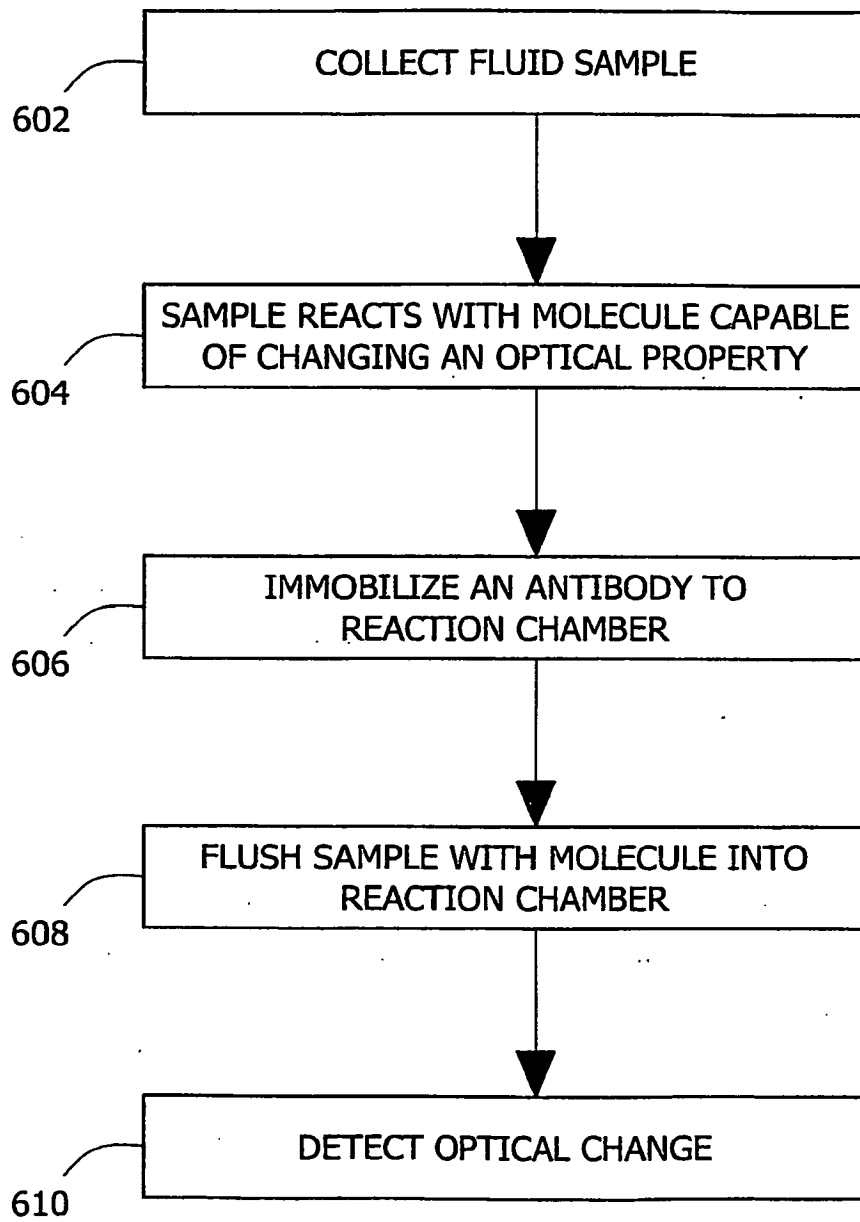 COLLECT FLUID SAMPLE
602
SAMPLE REACTS WITH MOLECULE CAPABLE
OF CHANGING AN OPTICAL PROPERTY
604
IMMOBILIZE AN ANTIBODY TO
REACTION CHAMBER
606
FLUSH SAMPLE WITH MOLECULE INTO
REACTION CHAMBER
608
DETECT OPTICAL CHANGE
610